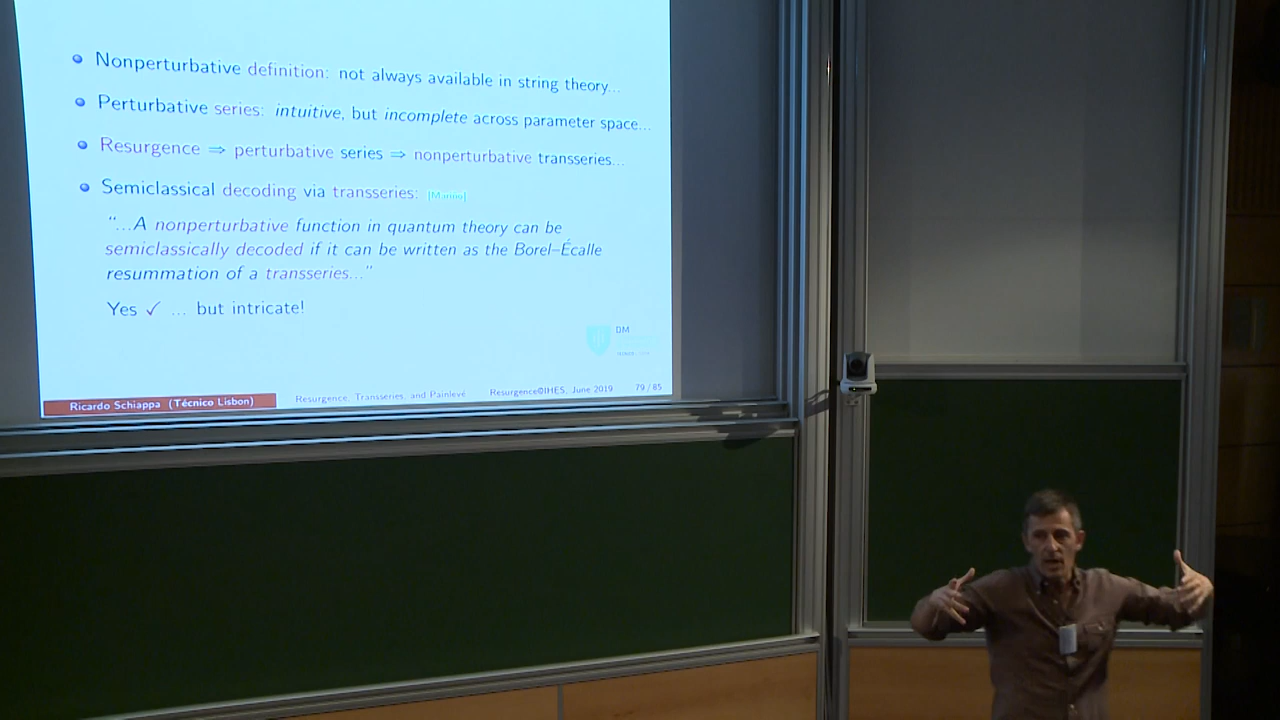 Nonperturbative definition: not always available in string theory...
Perturbative series: intuitive, but incomplete across parameter space...
Resurgence ⇒ perturbative series ⇒ nonperturbative transseries...
Semiclassical decoding via transseries: [Marino]
“...A nonperturbative function in quantum theory can be
semiclassically decoded if it can be written as the Borel–Écalle
resummation of a transseries...”
Yes ✓ ... but intricate!
DM
Ricardo Schiappa (Técnico Lisbon)
Resurgence, Transseries, and Painlevé
Resurgence@IHES, June 2019
79 / 85